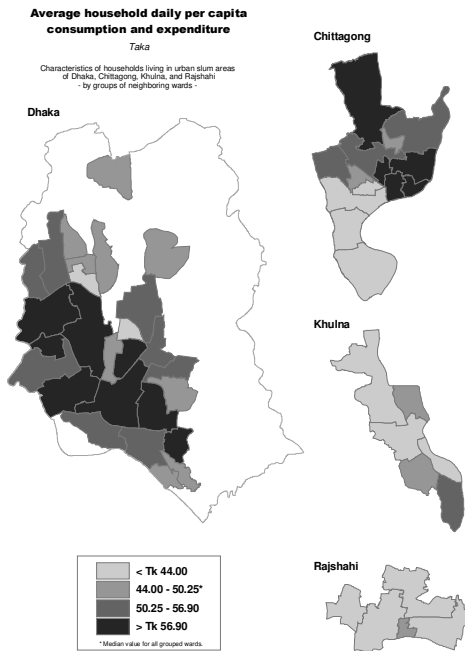 Average household daily per capita
consumption and expenditure
Taka
Characteristics of households living in urban slum areas
of Dhaka, Chittagong, Khulna, and Rajshahi
- by groups of neighboring wards -
Chittagong
Dhaka
Khulna
< Tk 44.00
44.00 - 50.25*
50.25 - 56.90
> Tk 56.90
* Median value for all grouped wards.
Rajshahi